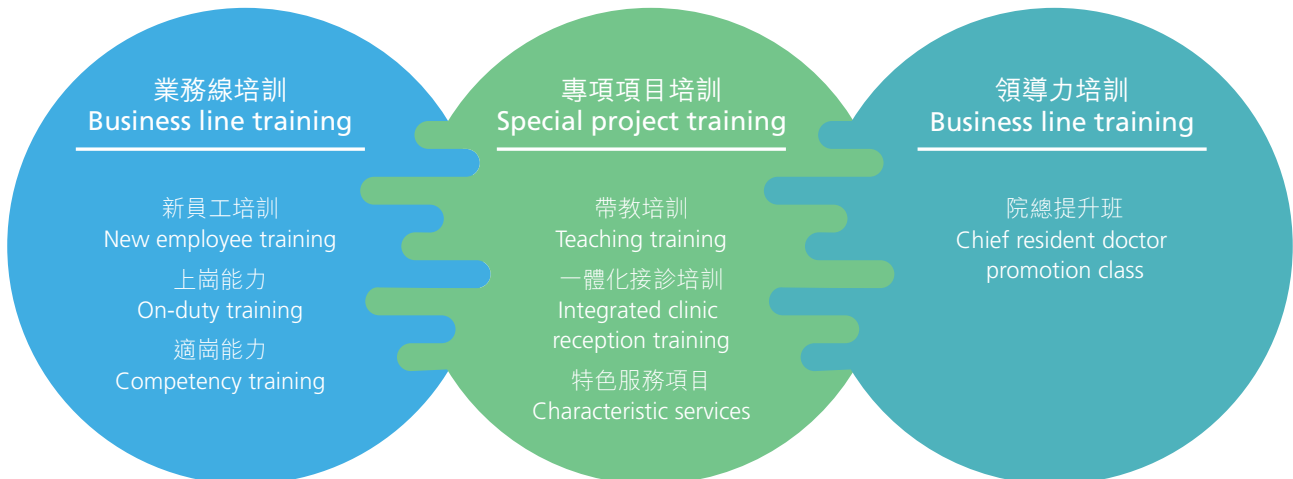 業務線培訓
Business line training
新員工培訓
New employee training
上崗能力
On-duty training
適崗能力
Competency training
專項項目培訓
Special project training
帶教培訓
Teaching training
一體化接診培訓
Integrated clinic
reception training
特色服務項目
Characteristic services
領導力培訓
Business line training
院總提升班
Chief resident doctor
promotion class